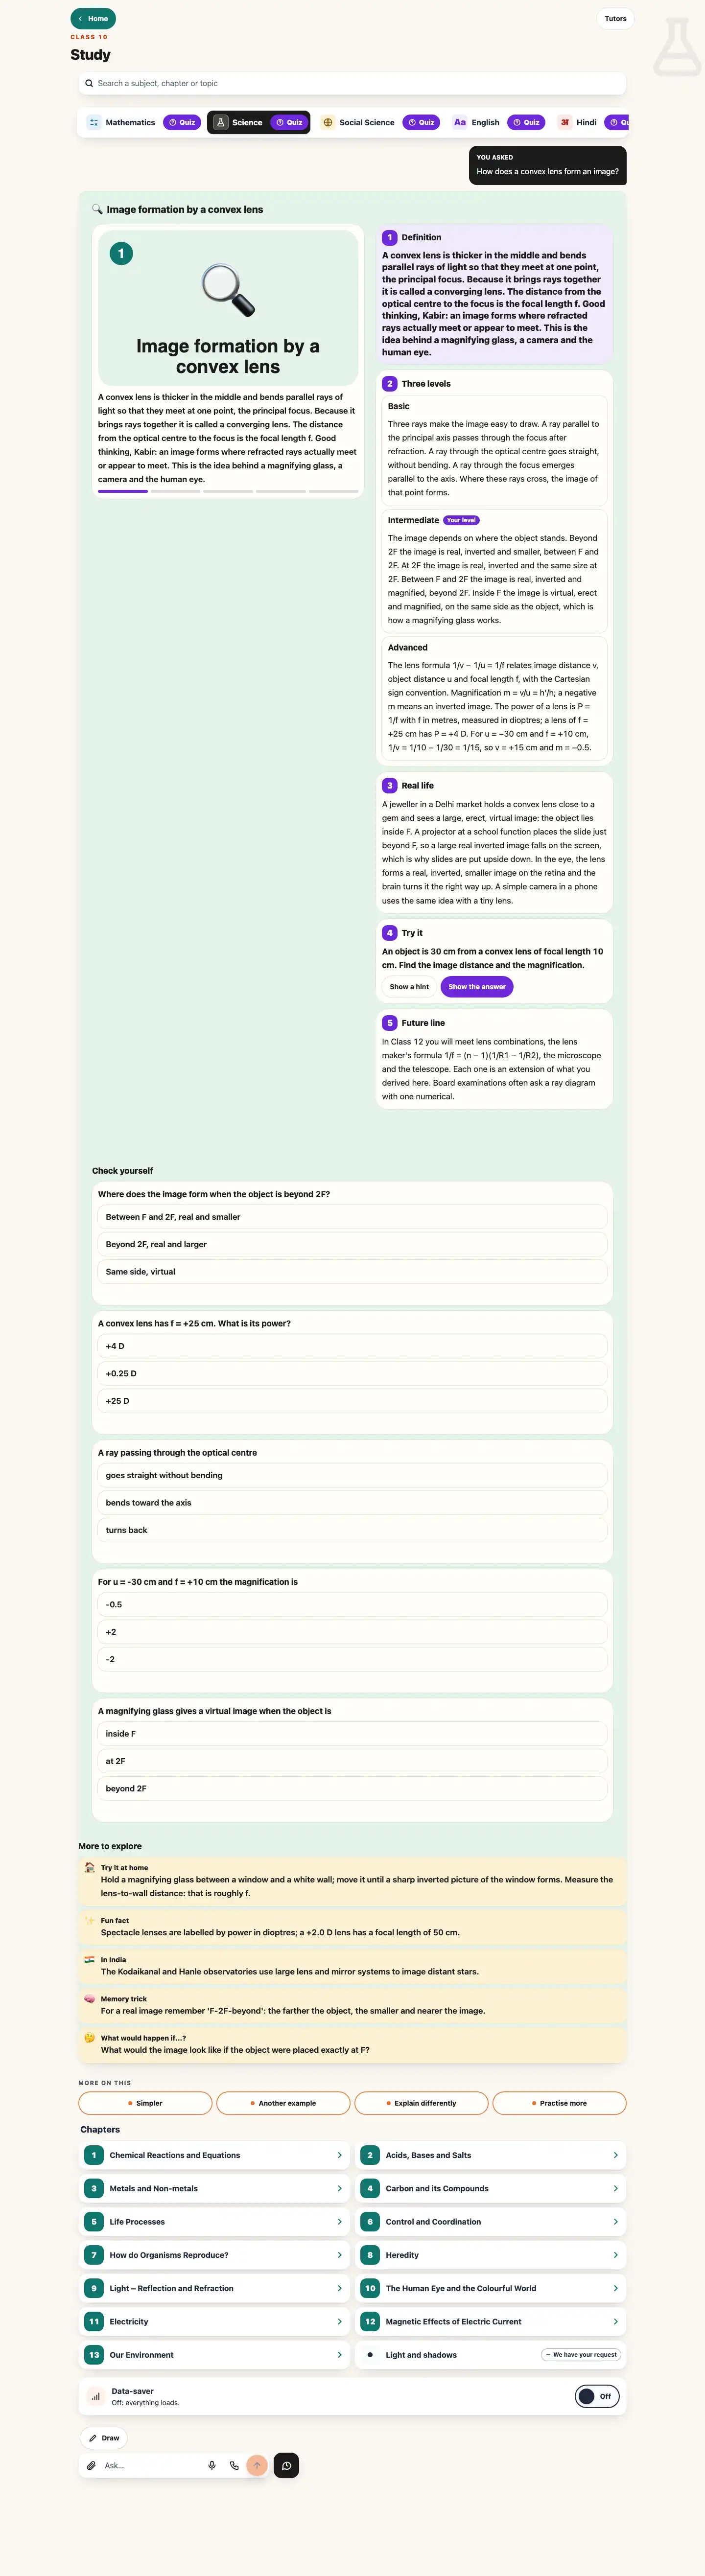 Home
Tutors
CLASS 10
Study
Search a subject, chapter or topic
Mathematics
Quiz
Science
Quiz
Social Science
Quiz
Aa
English
Quiz
अ
Hindi
YOU ASKED
How does a convex lens form an image?
Image formation by a convex lens
1
Image formation by a
convex lens
A convex lens is thicker in the middle and bends parallel rays of
light so that they meet at one point, the principal focus. Because it
brings rays together it is called a converging lens. The distance
from the optical centre to the focus is the focal length f. Good
thinking, Kabir: an image forms where refracted rays actually meet
or appear to meet. This is the idea behind a magnifying glass, a
camera and the human eye.
1
Definition
A convex lens is thicker in the middle and bends
parallel rays of light so that they meet at one point,
the principal focus. Because it brings rays together
it is called a converging lens. The distance from the
optical centre to the focus is the focal length f. Good
thinking, Kabir: an image forms where refracted
rays actually meet or appear to meet. This is the
idea behind a magnifying glass, a camera and the
human eye.
2
Three levels
Basic
Three rays make the image easy to draw. A ray parallel to
the principal axis passes through the focus after
refraction. A ray through the optical centre goes straight,
without bending. A ray through the focus emerges
parallel to the axis. Where these rays cross, the image of
that point forms.
Intermediate
Your level
The image depends on where the object stands. Beyond
2F the image is real, inverted and smaller, between F and
2F. At 2F the image is real, inverted and the same size at
2F. Between F and 2F the image is real, inverted and
magnified, beyond 2F. Inside F the image is virtual, erect
and magnified, on the same side as the object, which is
how a magnifying glass works.
Advanced
The lens formula 1/v − 1/u = 1/f relates image distance v,
object distance u and focal length f, with the Cartesian
sign convention. Magnification m = v/u = h'/h; a negative
m means an inverted image. The power of a lens is P =
1/f with f in metres, measured in dioptres; a lens of f =
+25 cm has P = +4 D. For u = −30 cm and f = +10 cm,
1/v = 1/10 − 1/30 = 1/15, so v = +15 cm and m = −0.5.
3
Real life
A jeweller in a Delhi market holds a convex lens close to a
gem and sees a large, erect, virtual image: the object lies
inside F. A projector at a school function places the slide just
beyond F, so a large real inverted image falls on the screen,
which is why slides are put upside down. In the eye, the lens
forms a real, inverted, smaller image on the retina and the
brain turns it the right way up. A simple camera in a phone
uses the same idea with a tiny lens.
4
Try it
An object is 30 cm from a convex lens of focal length 10
cm. Find the image distance and the magnification.
Show a hint
Show the answer
5
Future line
In Class 12 you will meet lens combinations, the lens
maker's formula 1/f = (n − 1)(1/R1 − 1/R2), the microscope
and the telescope. Each one is an extension of what you
derived here. Board examinations often ask a ray diagram
with one numerical.
Check yourself
Where does the image form when the object is beyond 2F?
Between F and 2F, real and smaller
Beyond 2F, real and larger
Same side, virtual
A convex lens has f = +25 cm. What is its power?
+4 D
+0.25 D
+25 D
A ray passing through the optical centre
goes straight without bending
bends toward the axis
turns back
For u = -30 cm and f = +10 cm the magnification is
-0.5
+2
-2
A magnifying glass gives a virtual image when the object is
inside F
at 2F
beyond 2F
More to explore
Try it at home
Hold a magnifying glass between a window and a white wall; move it until a sharp inverted picture of the window forms. Measure the
lens-to-wall distance: that is roughly f.
Fun fact
Spectacle lenses are labelled by power in dioptres; a +2.0 D lens has a focal length of 50 cm.
In India
The Kodaikanal and Hanle observatories use large lens and mirror systems to image distant stars.
Memory trick
For a real image remember 'F-2F-beyond': the farther the object, the smaller and nearer the image.
What would happen if...?
What would the image look like if the object were placed exactly at F?
MORE ON THIS
Simpler
Another example
Explain differently
Practise more
Chapters
1
Chemical Reactions and Equations
2
Acids, Bases and Salts
3
Metals and Non-metals
4
Carbon and its Compounds
5
Life Processes
6
Control and Coordination
7
How do Organisms Reproduce?
8
Heredity
9
Light – Reflection and Refraction
10
The Human Eye and the Colourful World
11
Electricity
12
Magnetic Effects of Electric Current
13
Our Environment
Light and shadows
– We have your request
Data-saver
Off: everything loads.
Off
Draw
Ask...